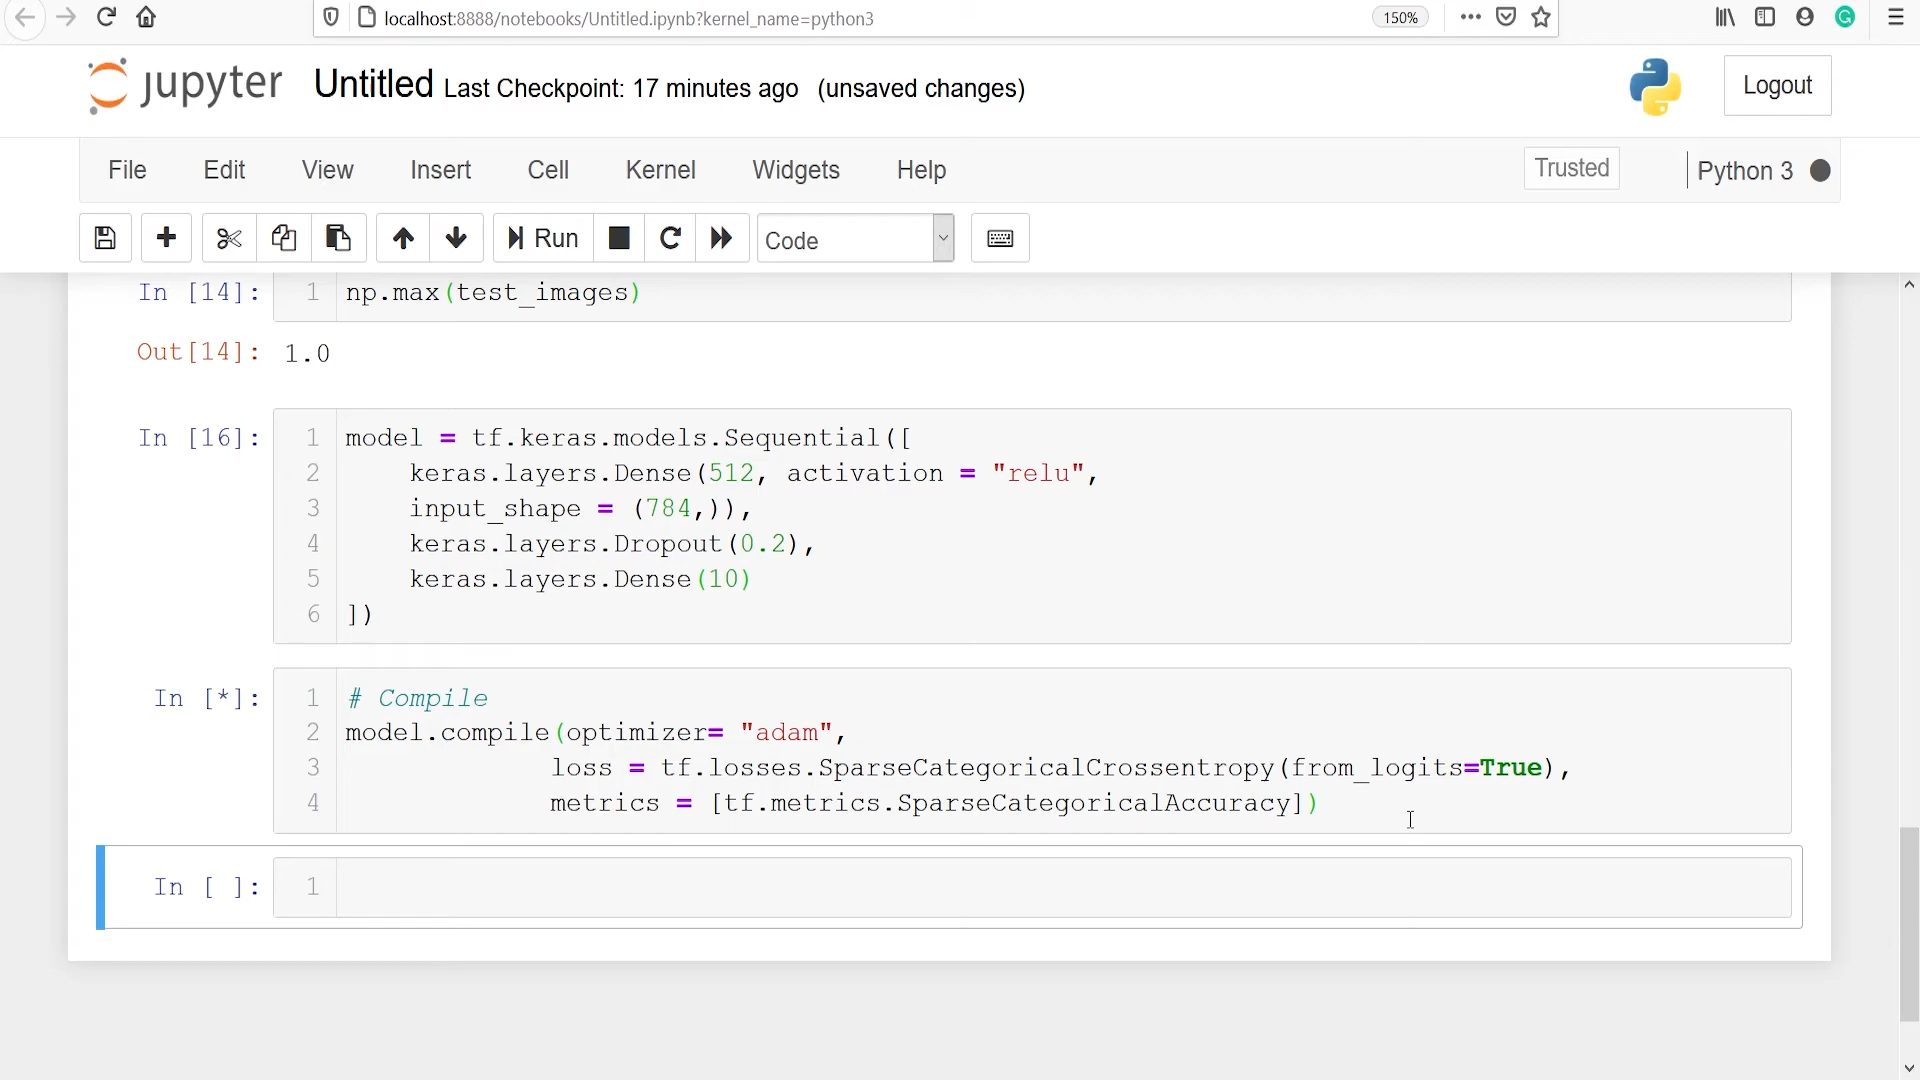 localhost:8888/notebooks/Untitled.ipynb?kernel_name=python3 150%
jupyter Untitled Last Checkpoint: 17 minutes ago (unsaved changes) Logout
File Edit View Insert Cell Kernel Widgets Help Trusted Python 3
Run Code
In [14]: 1 np.max(test_images)
Out[14]: 1.0
In [16]: 1 model = tf.keras.models.Sequential([
2 keras.layers.Dense(512, activation = "relu",
3 input_shape = (784,)),
4 keras.layers.Dropout(0.2),
5 keras.layers.Dense(10)
6 ])
In [*]: 1 # Compile
2 model.compile(optimizer= "adam",
3 loss = tf.losses.SparseCategoricalCrossentropy(from_logits=True),
4 metrics = [tf.metrics.SparseCategoricalAccuracy])
In [ ]: 1